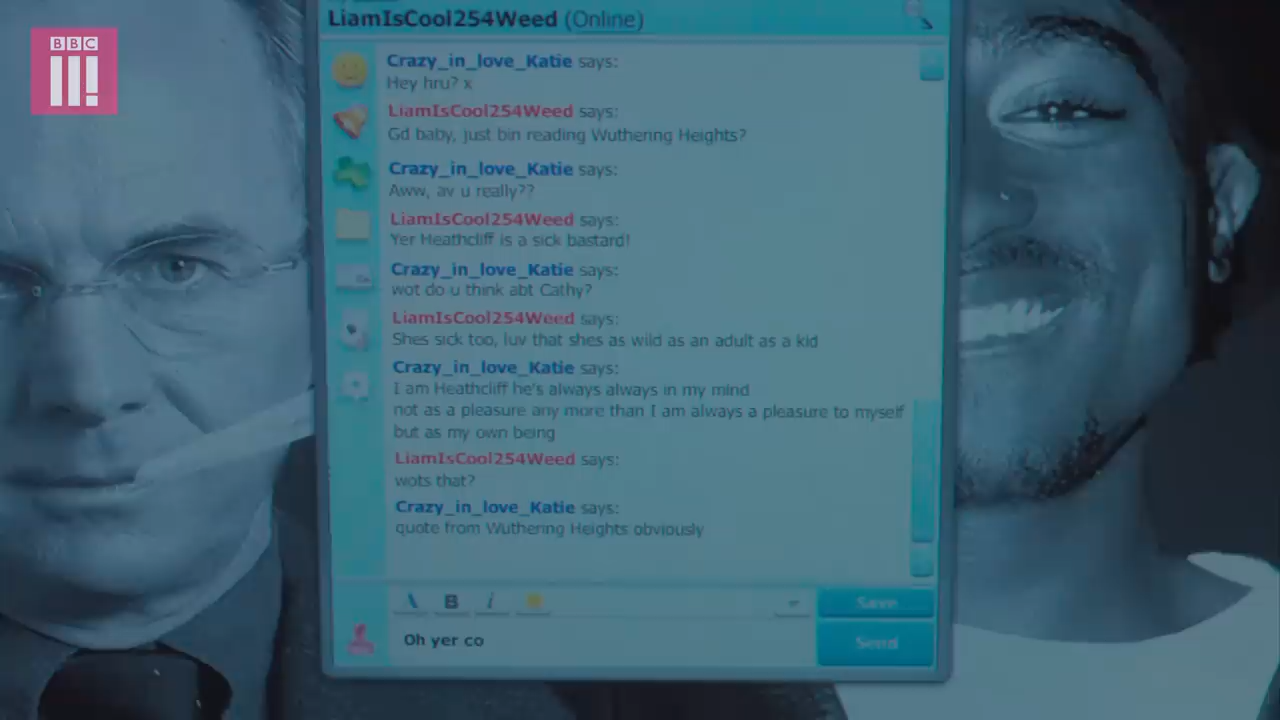 BBC
LiamIsCool254Weed (Online)
Crazy_in_love_Katie says:
Hey hru? x
LiamIsCool254Weed says:
Gd baby, just bin reading Wuthering Heights?
Crazy_in_love_Katie says:
Aww, av u really??
LiamIsCool254Weed says:
Yer Heathcliff is a sick bastard!
Crazy_in_love_Katie says:
wot do u think abt Cathy?
LiamIsCool254Weed says:
Shes sick too, luv that shes as wild as an adult as a kid
Crazy_in_love_Katie says:
I am Heathcliff he's always always in my mind
not as a pleasure any more than I am always a pleasure to myself
but as my own being
LiamIsCool254Weed says:
wots that?
Crazy_in_love_Katie says:
quote from Wuthering Heights obviously
B i
Save
Oh yer co
Send